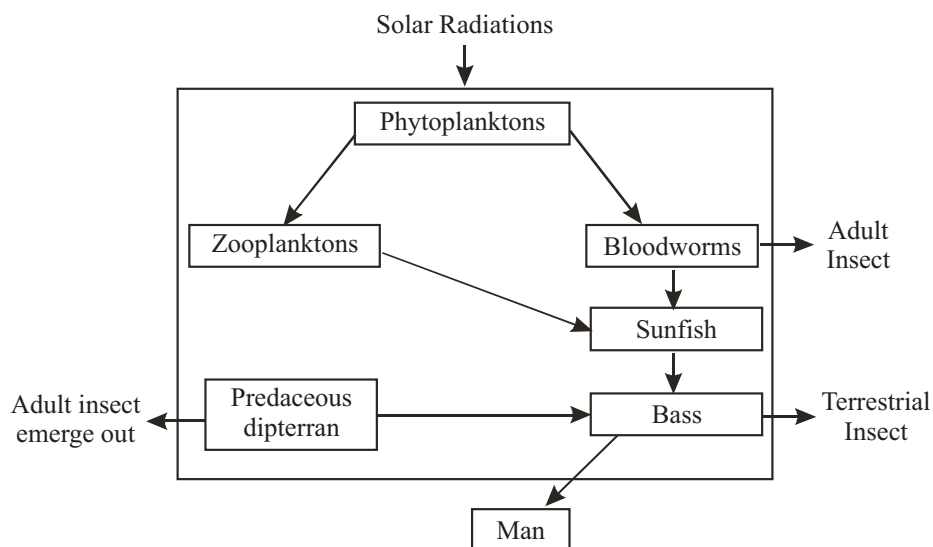 Solar Radiations
Phytoplanktons
Zooplanktons
Bloodworms
Adult
Insect
Sunfish
Adult insect
emerge out
Predaceous
dipterran
Bass
Terrestrial
Insect
Man